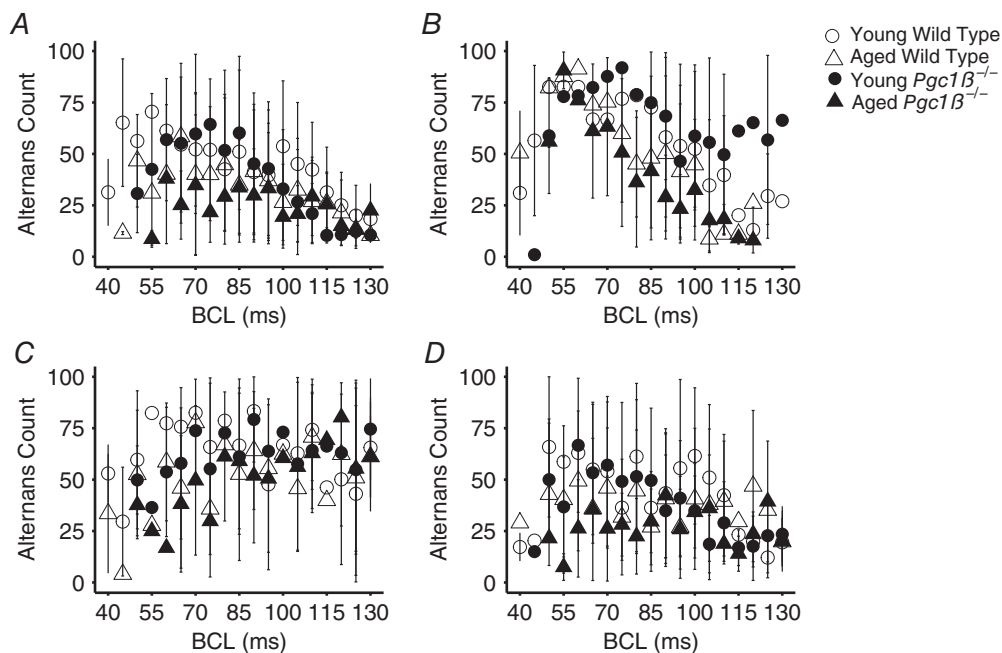 A
B
Young Wild Type
Aged Wild Type
Young Pgc1ß−/−
Aged Pgc1ß−/−
Alternans Count
100
75
50
25
0
40 55 70 85 100 115 130
BCL (ms)
Alternans Count
100
75
50
25
0
40 55 70 85 100 115 130
BCL (ms)
C
D
Alternans Count
100
75
50
25
0
40 55 70 85 100 115 130
BCL (ms)
Alternans Count
100
75
50
25
0
40 55 70 85 100 115 130
BCL (ms)